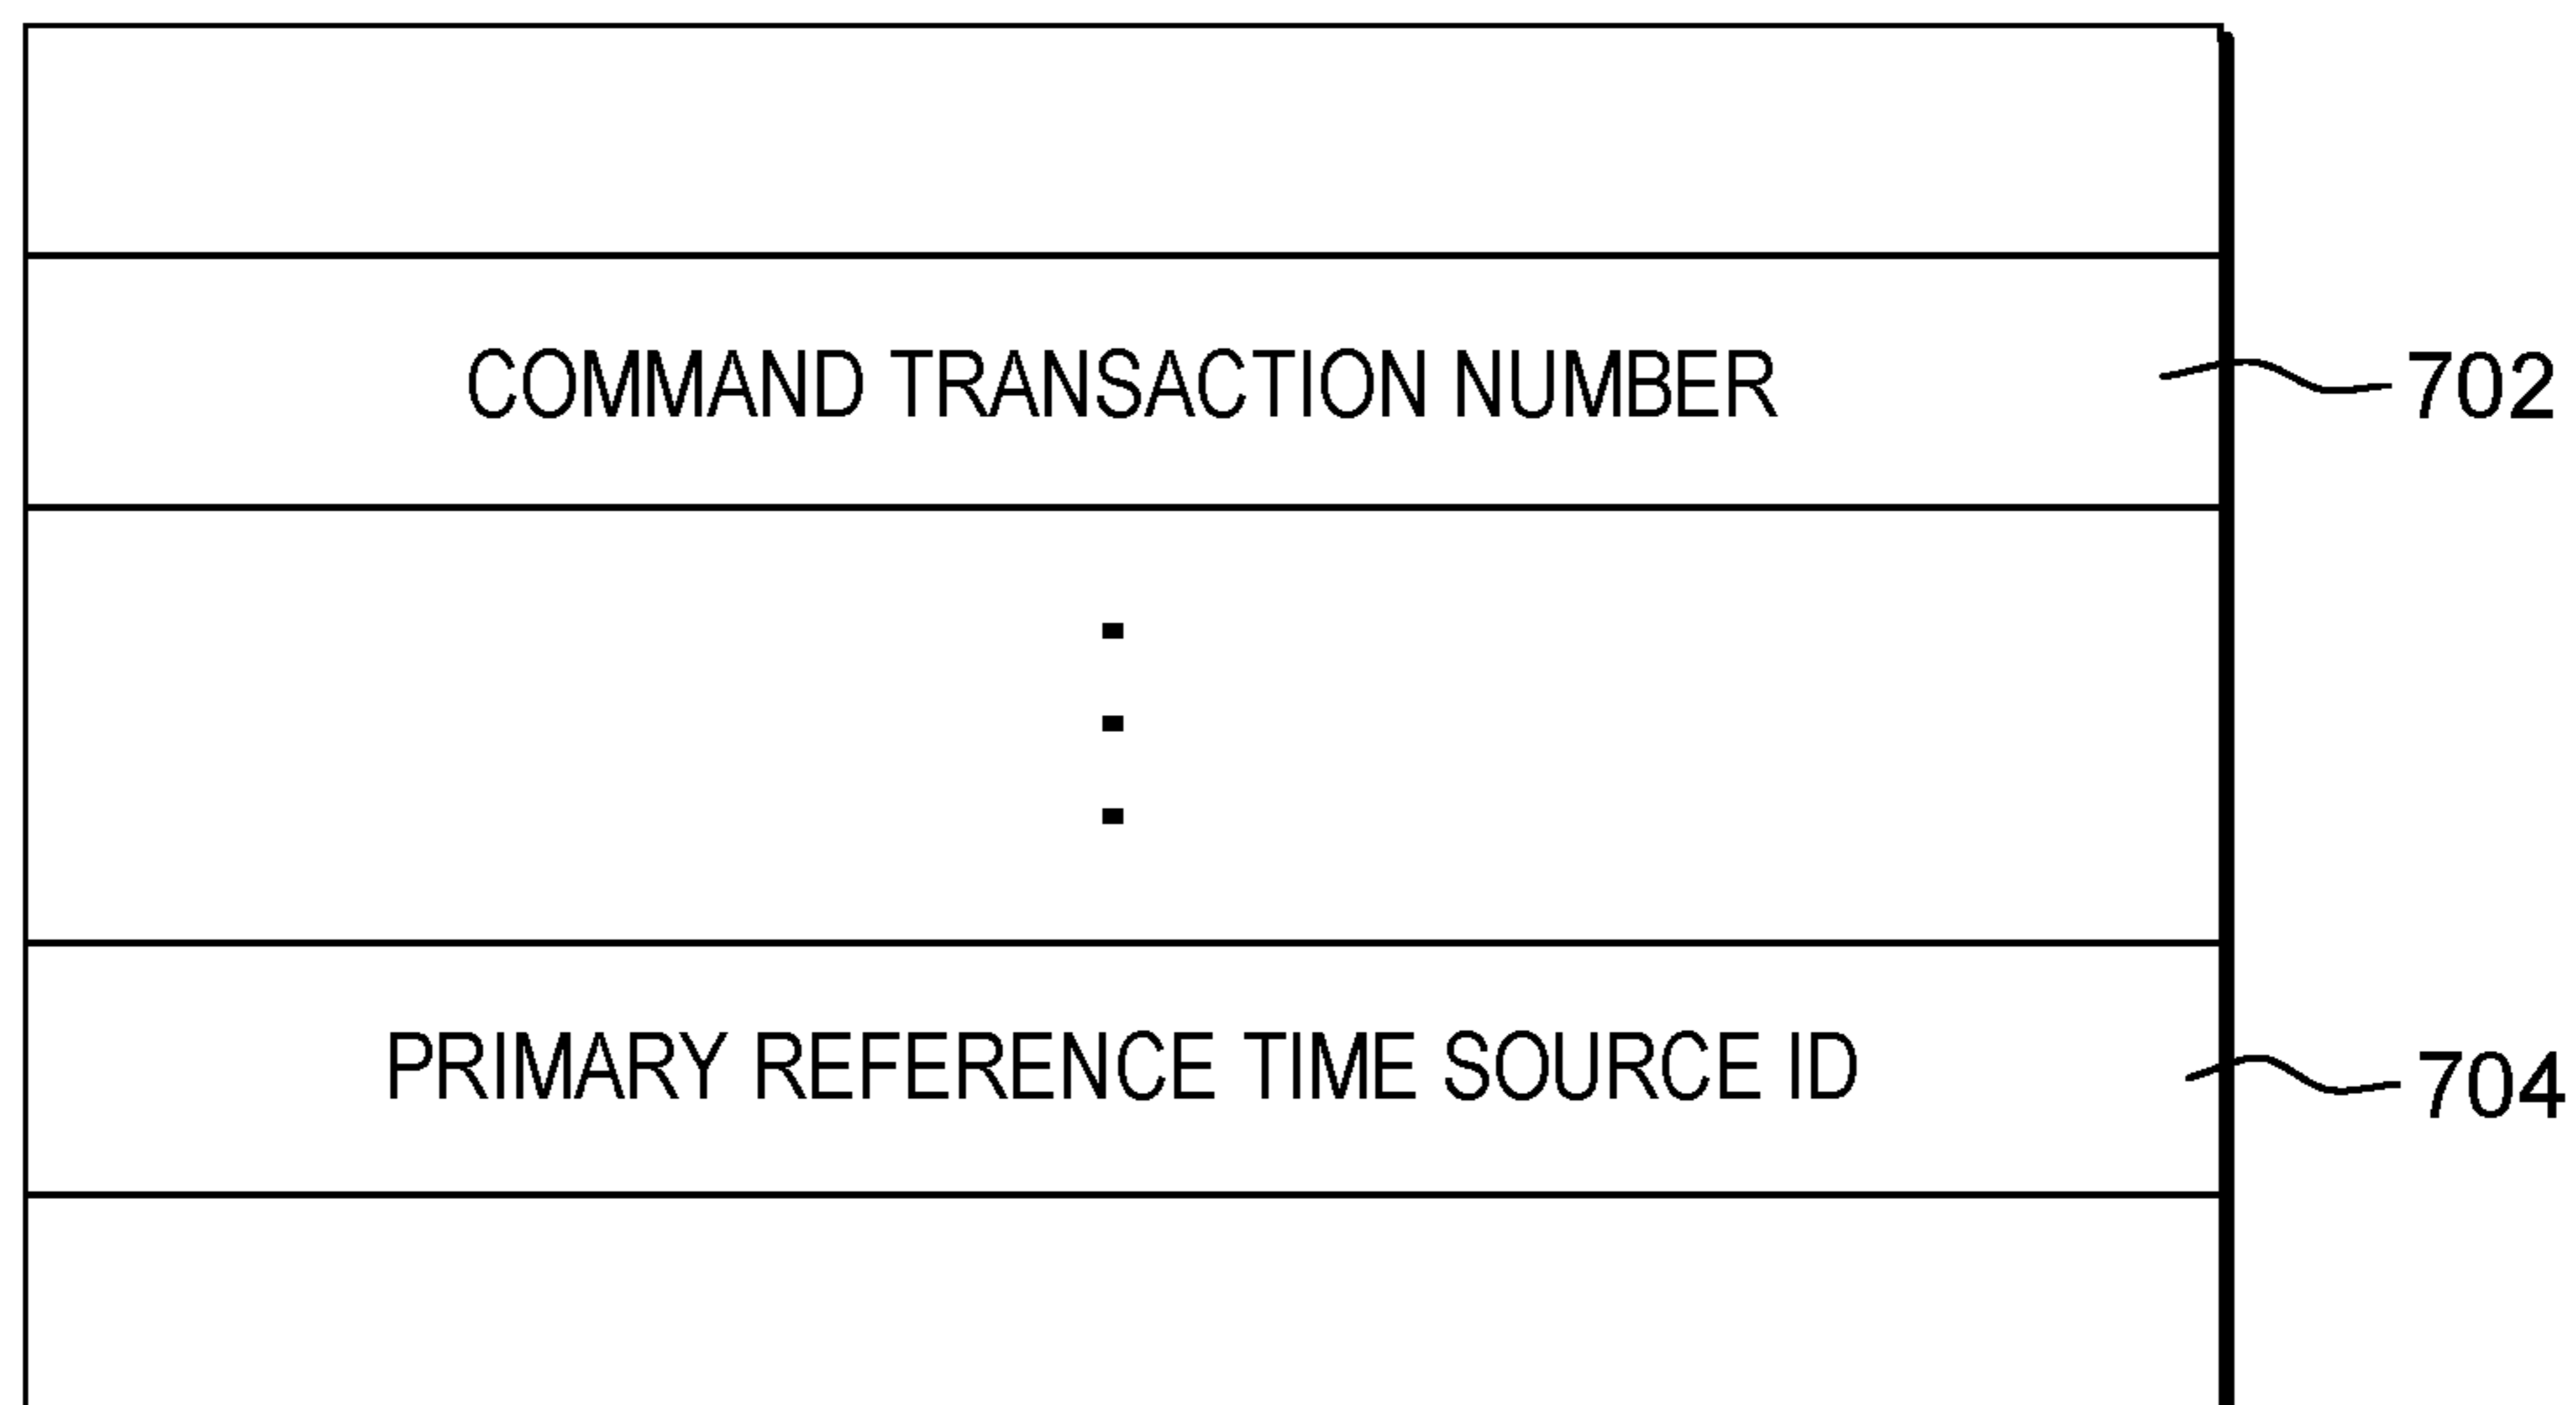 COMMAND TRANSACTION NUMBER
702
PRIMARY REFERENCE TIME SOURCE ID
704